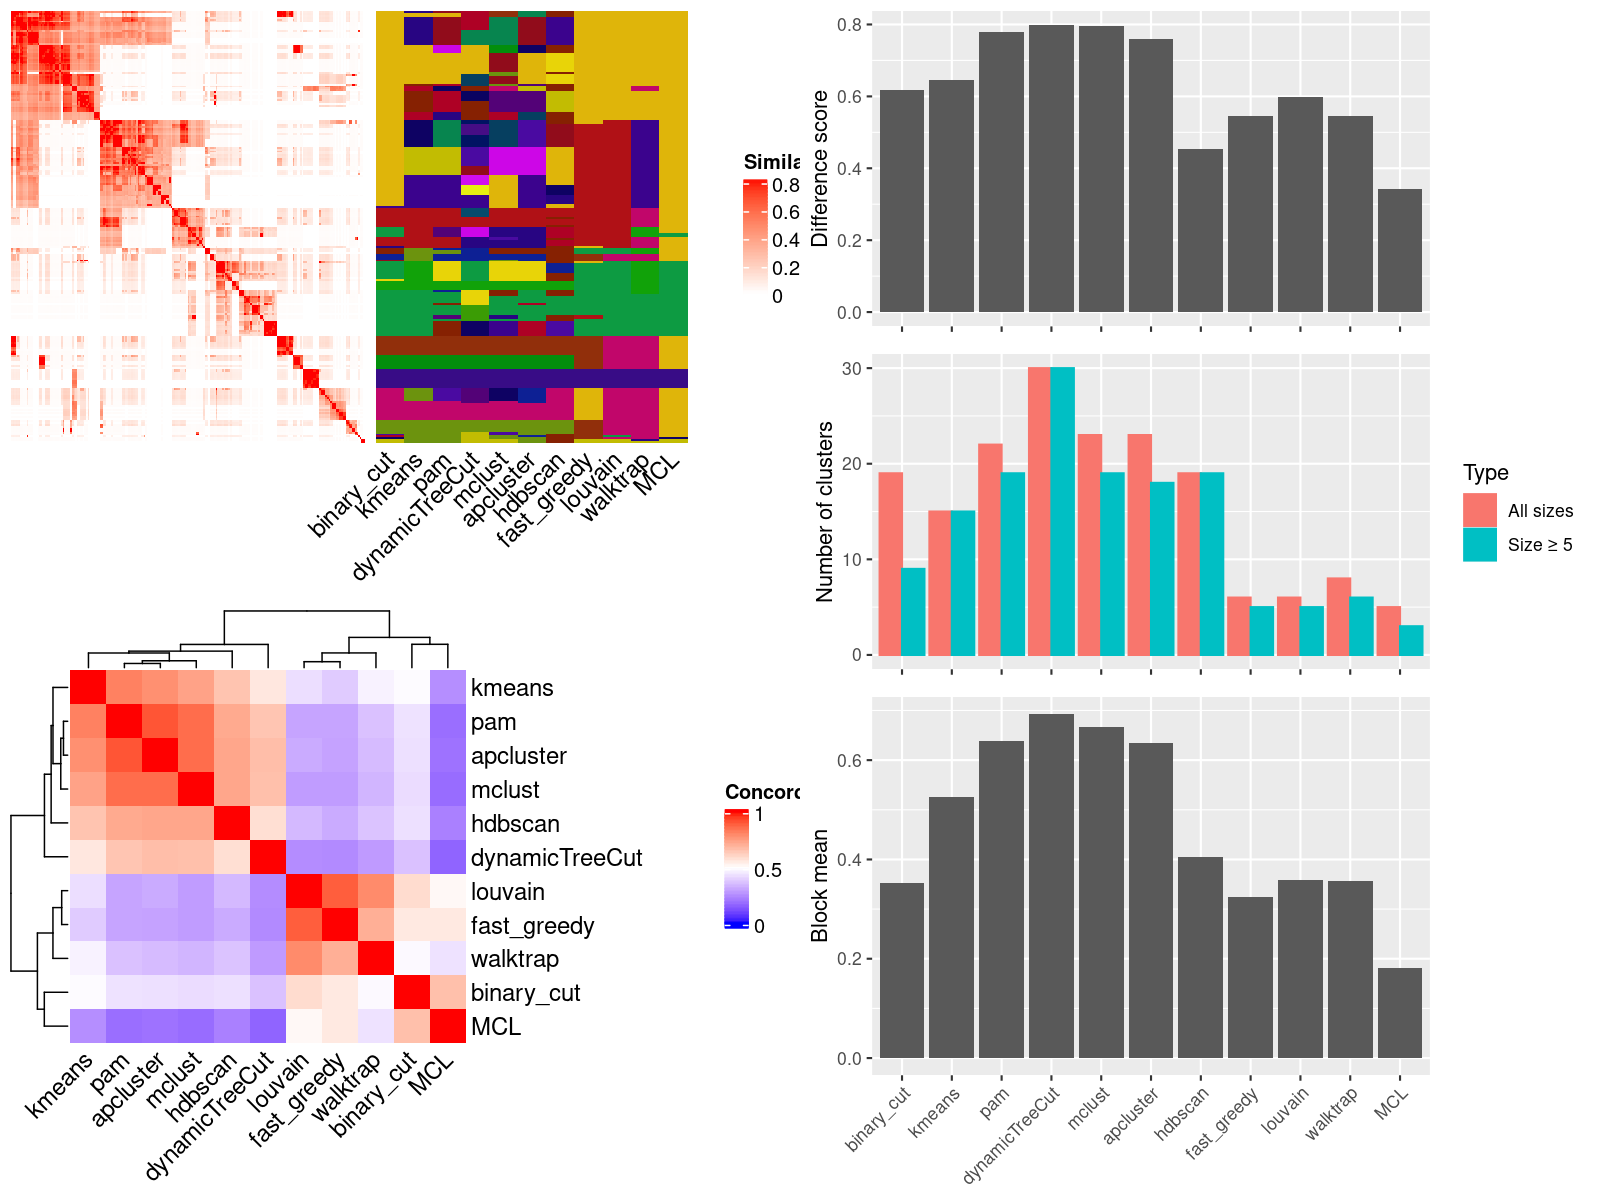 Simila
0.8
0.6
0.4
0.2
0
binary_cut
kmeans
pam
dynamicTreeCut
mclust
apcluster
hdbscan
fast_greedy
louvain
walktrap
MCL
kmeans
pam
apcluster
mclust
hdbscan
dynamicTreeCut
louvain
fast_greedy
walktrap
binary_cut
MCL
kmeans
pam
apcluster
mclust
hdbscan
dynamicTreeCut
louvain
fast_greedy
walktrap
binary_cut
MCL
Concord
1
0.5
0
Difference score
0.8
0.6
0.4
0.2
0.0
Number of clusters
30
20
10
0
Type
All sizes
Size ≥ 5
Block mean
0.6
0.4
0.2
0.0
binary_cut
kmeans
pam
dynamicTreeCut
mclust
apcluster
hdbscan
fast_greedy
louvain
walktrap
MCL